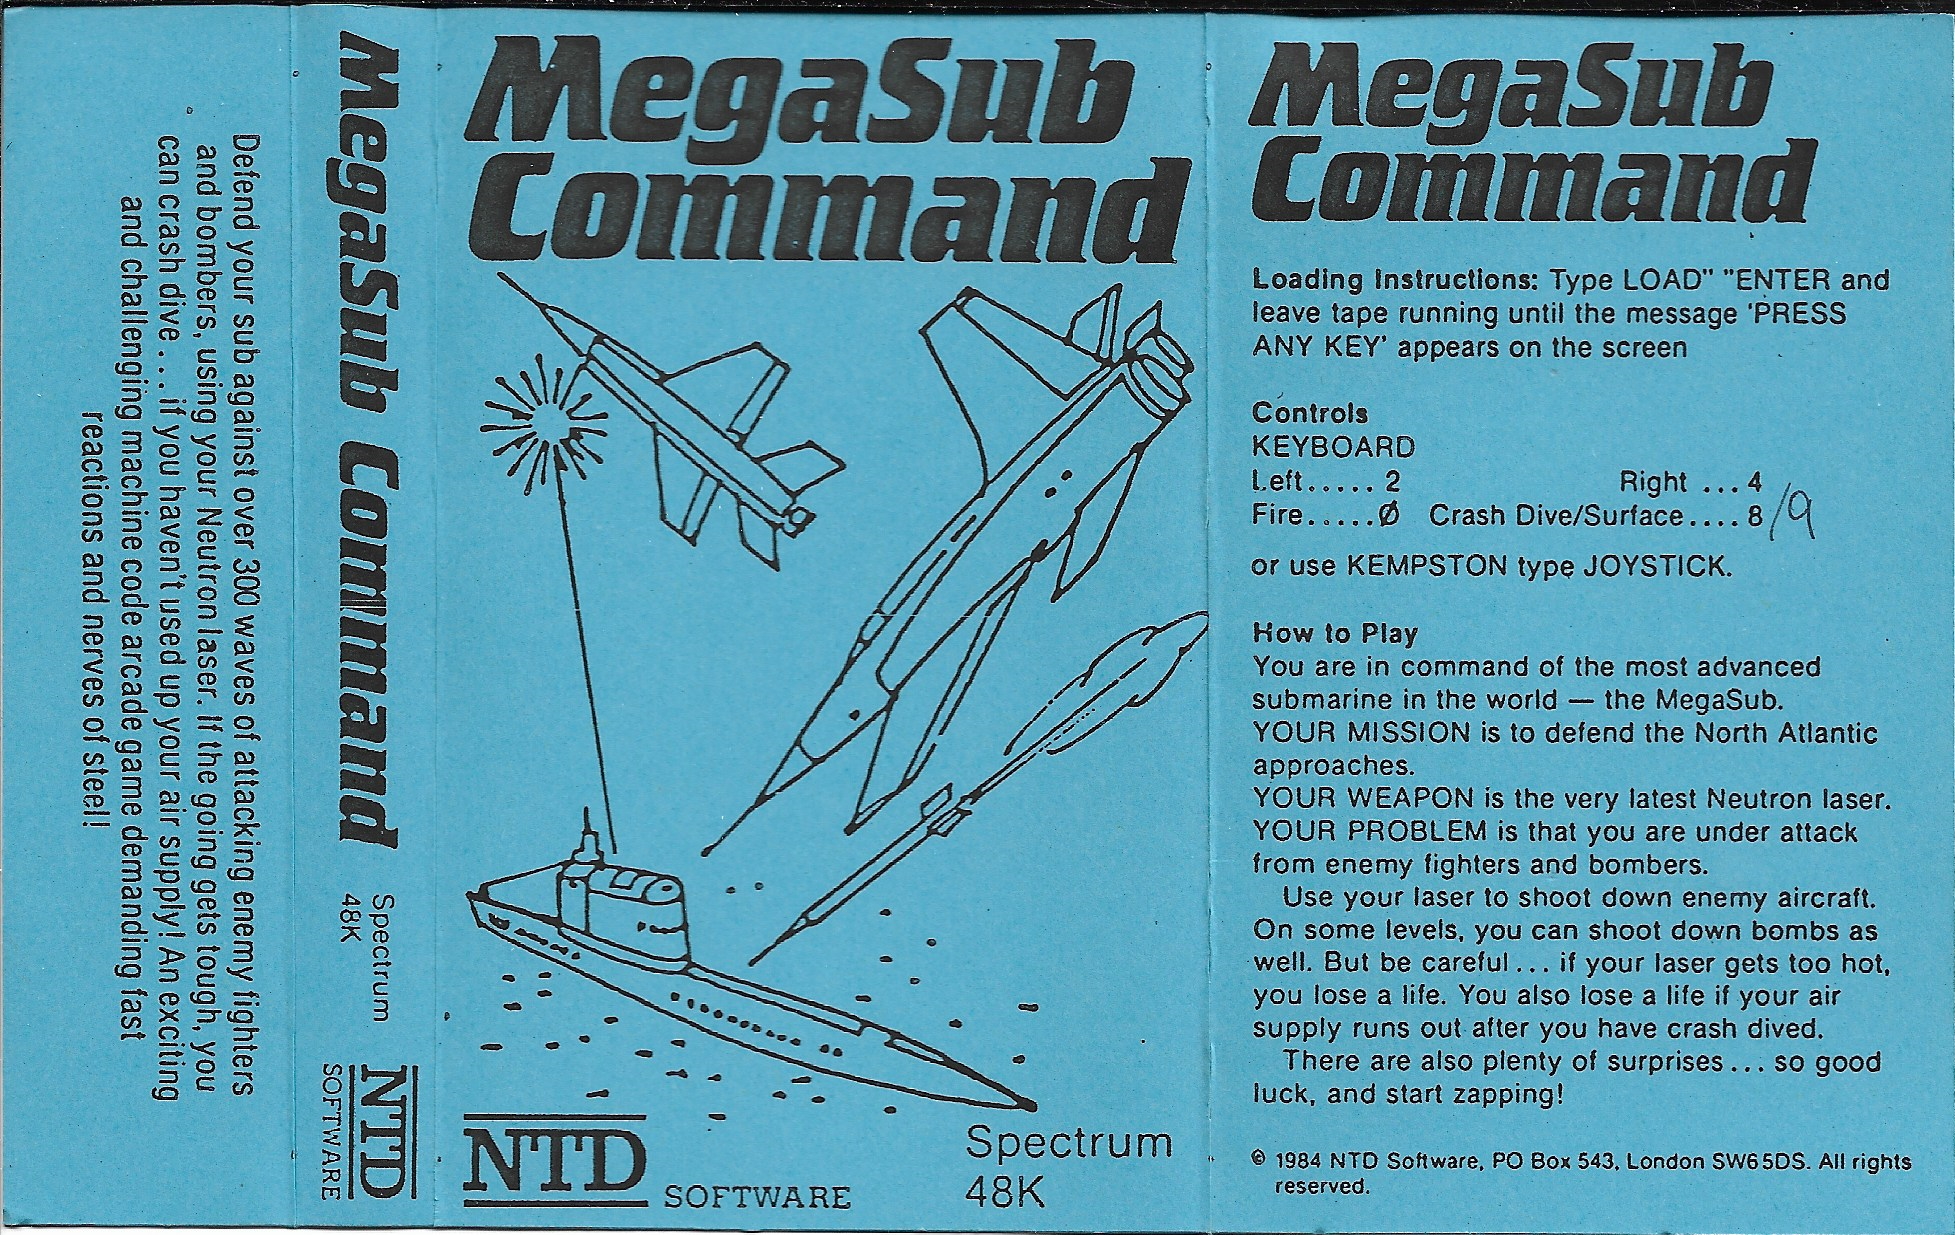 Defend your sub against over 300 waves of attacking enemy fighters
and bombers, using your Neutron laser. If the going gets tough, you
can crash dive . . . if you haven't used up your air supply! An exciting
and challenging machine code arcade game demanding fast
reactions and nerves of steel!
MegaSub Command
Spectrum
48K
NTD
SOFTWARE
MegaSub
Command
NTD
SOFTWARE
Spectrum
48K
MegaSub
Command
Loading Instructions: Type LOAD" "ENTER and
leave tape running until the message 'PRESS
ANY KEY' appears on the screen
Controls
KEYBOARD
Left..... 2 Right ... 4
Fire.....Ø Crash Dive/Surface.... 8 /9
or use KEMPSTON type JOYSTICK.
How to Play
You are in command of the most advanced
submarine in the world — the MegaSub.
YOUR MISSION is to defend the North Atlantic
approaches.
YOUR WEAPON is the very latest Neutron laser.
YOUR PROBLEM is that you are under attack
from enemy fighters and bombers.
Use your laser to shoot down enemy aircraft.
On some levels, you can shoot down bombs as
well. But be careful ... if your laser gets too hot,
you lose a life. You also lose a life if your air
supply runs out after you have crash dived.
There are also plenty of surprises ... so good
luck, and start zapping!
© 1984 NTD Software, PO Box 543, London SW6 5DS. All rights
reserved.